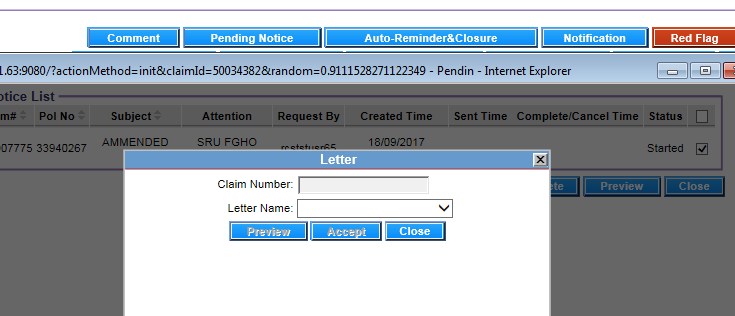 Comment Pending Notice Auto-Reminder&Closure Notification Red Flag
1.63:9080/?actionMethod=init&claimId=50034382&random=0.9111528271122349 - Pendin - Internet Explorer
otice List
m# Pol No Subject Attention Request By Created Time Sent Time Complete/Cancel Time Status
07775 33940267 AMMENDED SRU FGHO rcststusr65 18/09/2017 Started
Letter
Claim Number:
ete Preview Close
Letter Name:
Preview Accept Close